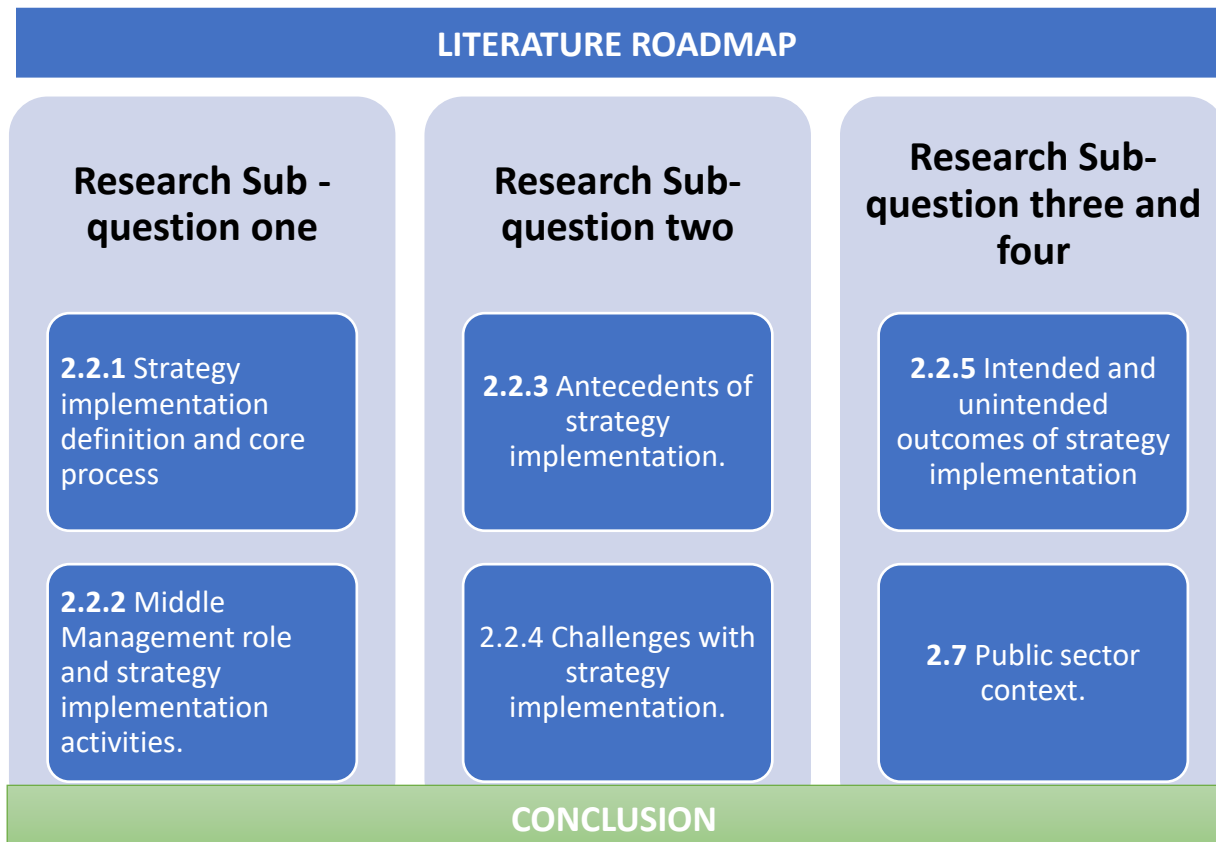 LITERATURE ROADMAP
Research Sub -
question one
2.2.1 Strategy
implementation
definition and core
process
2.2.2 Middle
Management role
and strategy
implementation
activities.
Research Sub-
question two
2.2.3 Antecedents of
strategy
implementation.
2.2.4 Challenges with
strategy
implementation.
Research Sub-
question three and
four
2.2.5 Intended and
unintended
outcomes of strategy
implementation
2.7 Public sector
context.
CONCLUSION